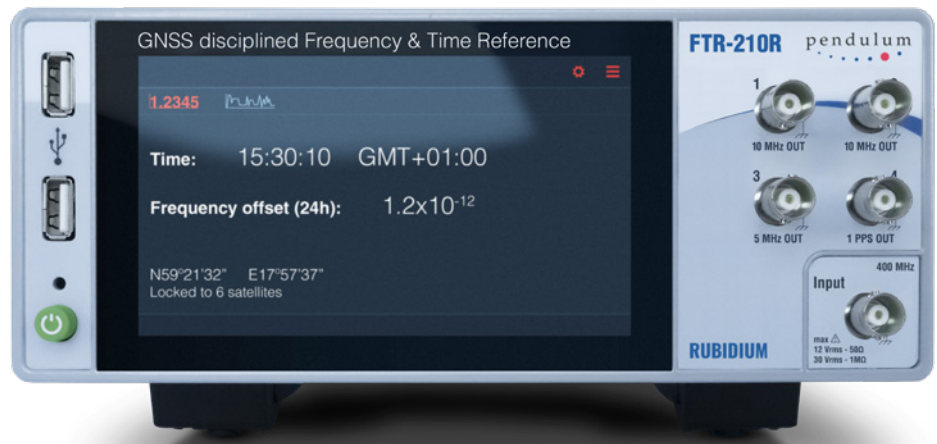 GNSS disciplined Frequency & Time Reference
1.2345
Time: 15:30:10 GMT+01:00
Frequency offset (24h): 1.2x10⁻¹²
N59°21'32" E17°57'37"
Locked to 6 satellites
FTR-210R pendulum
1
10 MHz OUT 10 MHz OUT
3 4
5 MHz OUT 1 PPS OUT
400 MHz
Input
max
12 Vrms - 50Ω
30 Vrms - 1MΩ
RUBIDIUM